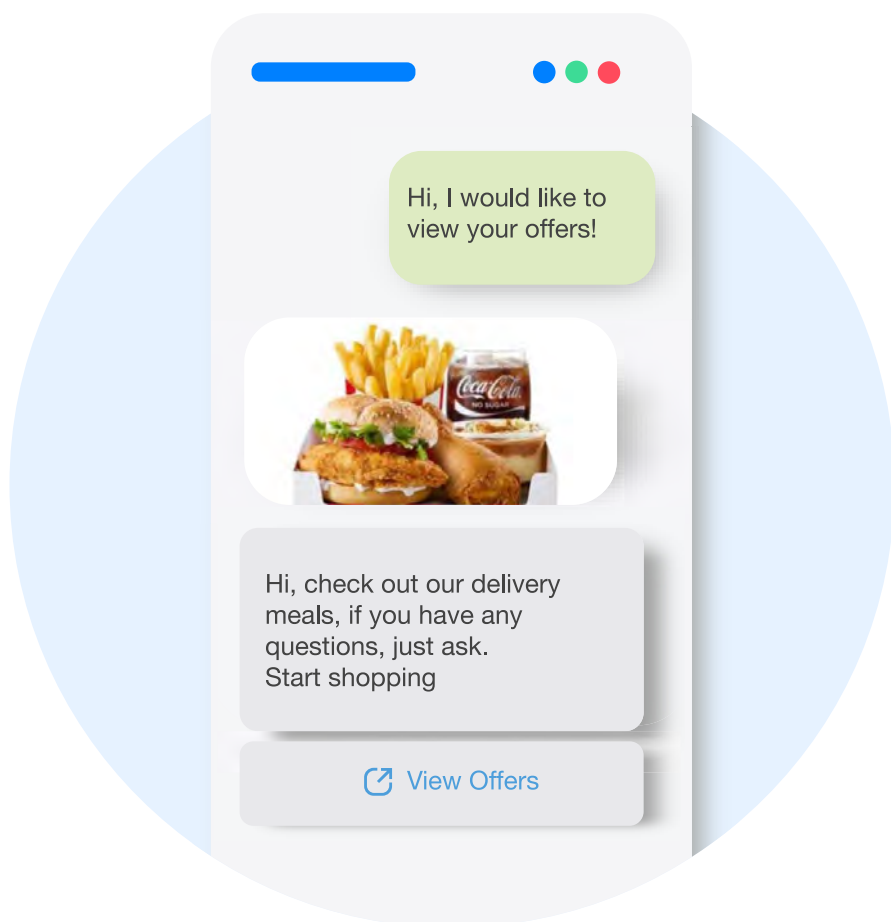 Hi, I would like to
view your offers!
Coca-Cola
NO SUGAR
Hi, check out our delivery
meals, if you have any
questions, just ask.
Start shopping
View Offers